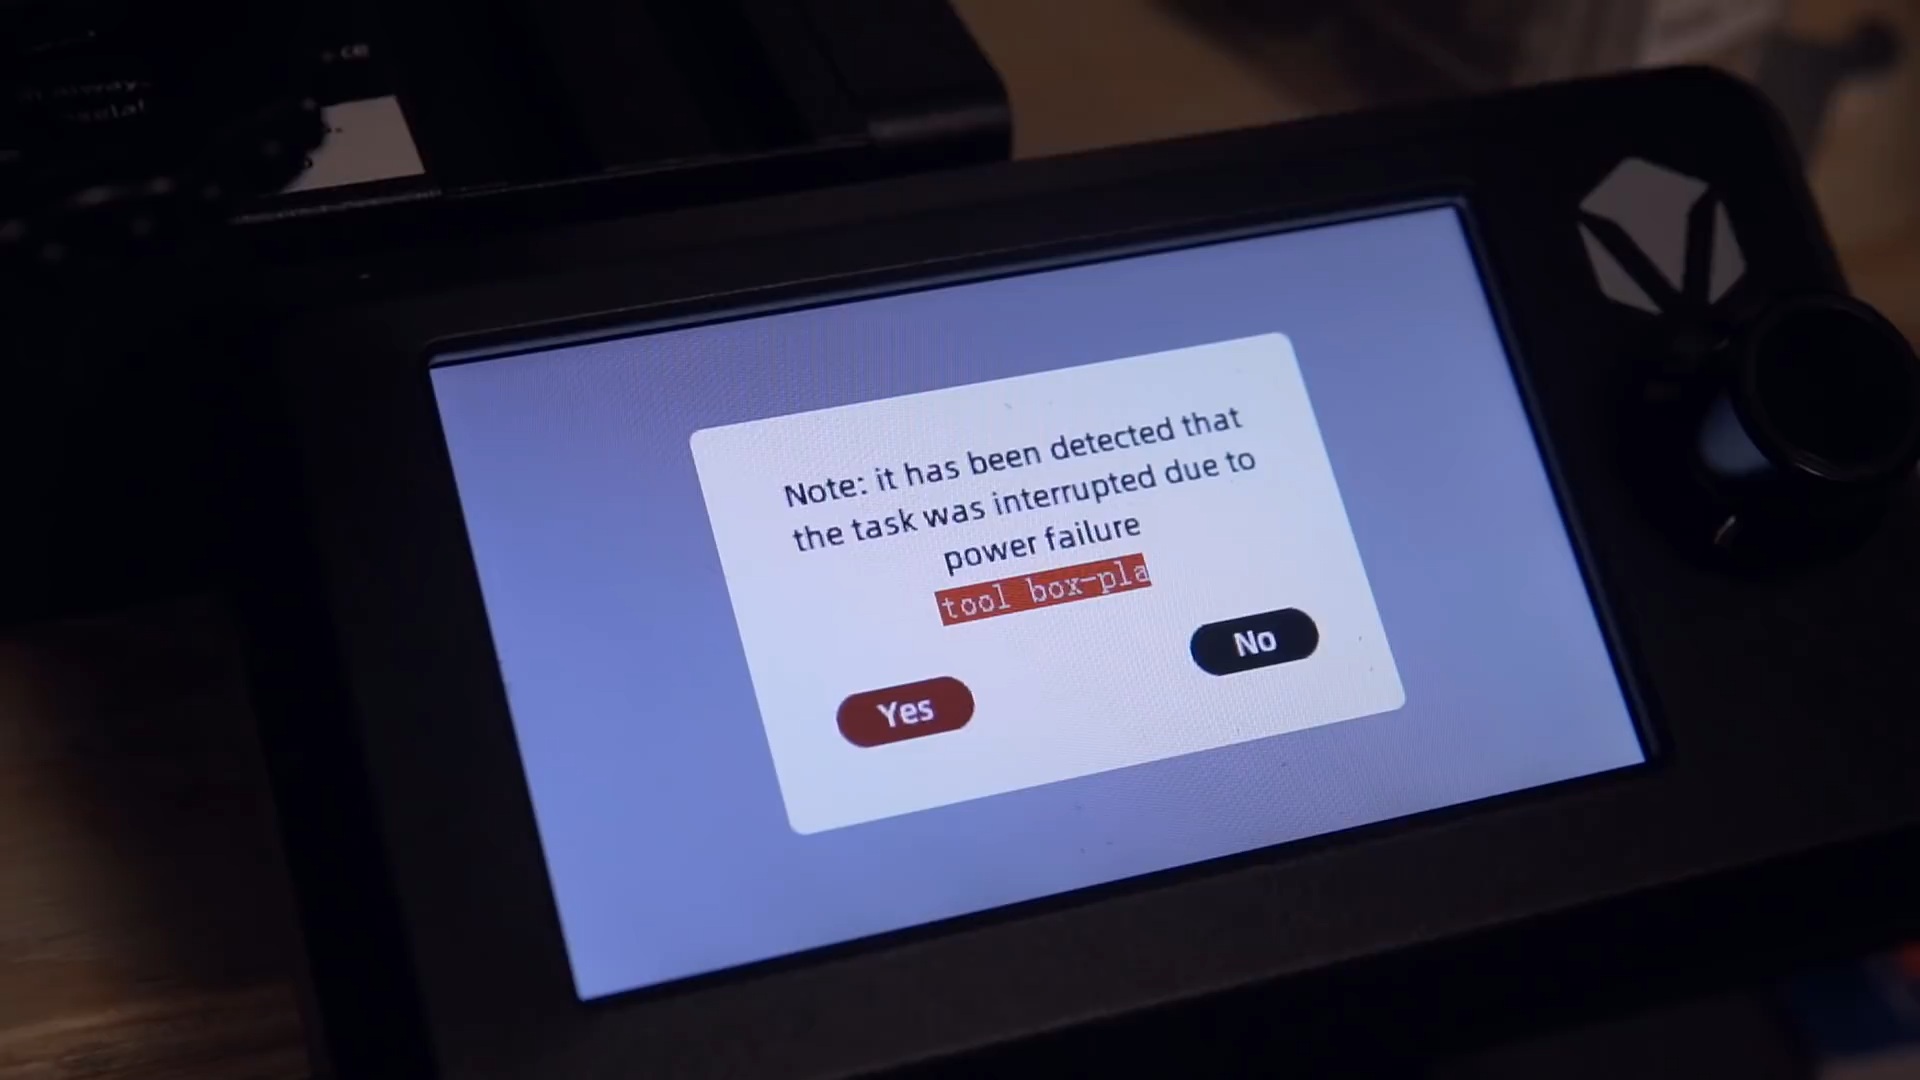 Note: it has been detected that
the task was interrupted due to
power failure
tool box-pla
Yes
No